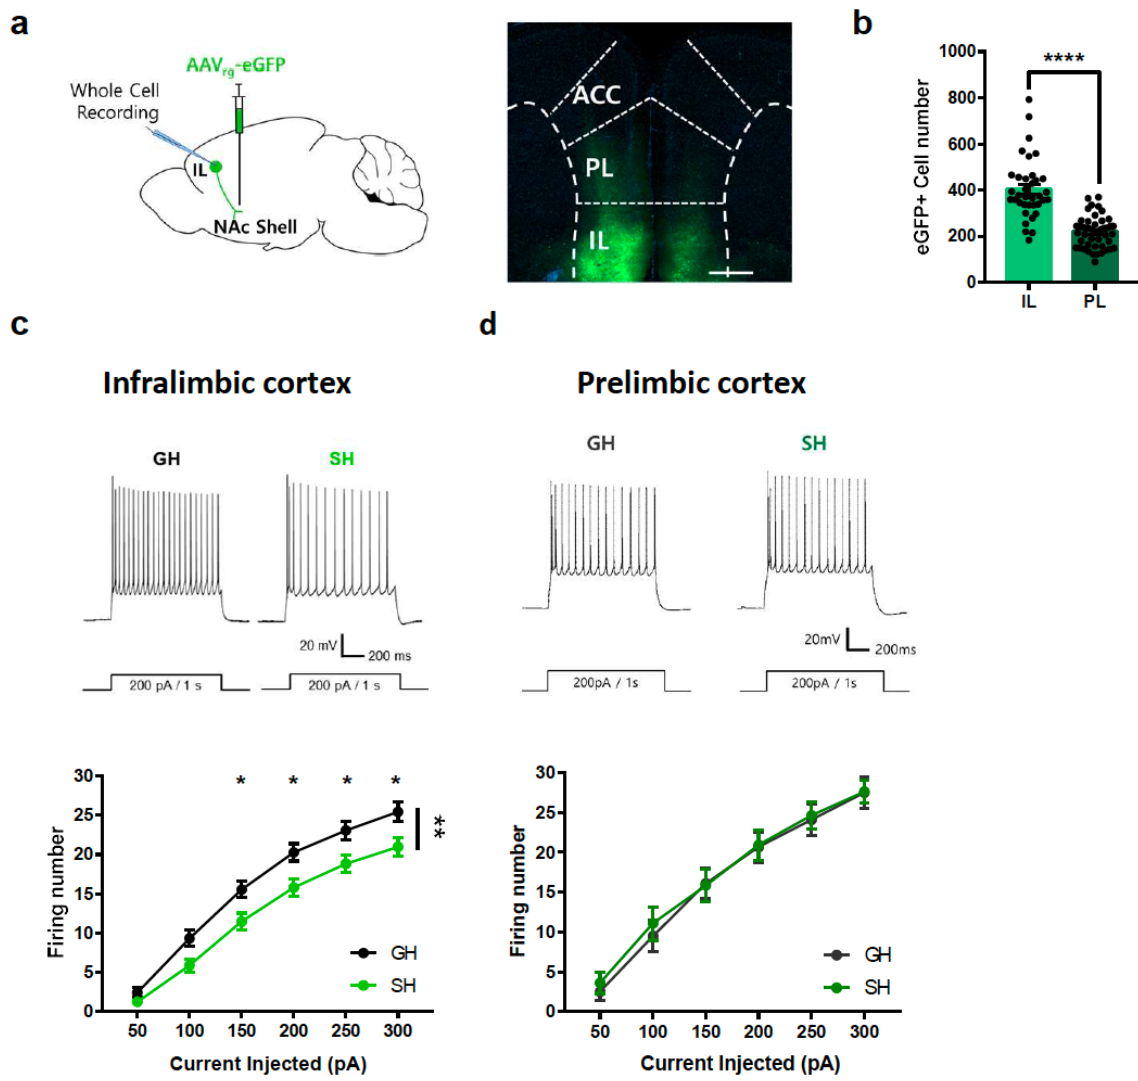 a
AAVrg-eGFP
Whole Cell
Recording
IL
NAc Shell
ACC
PL
IL
b
eGFP+ Cell number
1000
800
600
400
200
0
****
IL
PL
c
Infralimbic cortex
GH
SH
20 mV
200 ms
200 pA / 1 s
200 pA / 1 s
Firing number
30
25
20
15
10
5
0
* * * *
**
GH
SH
50 100 150 200 250 300
Current Injected (pA)
d
Prelimbic cortex
GH
SH
20mV
200ms
200pA / 1s
200pA / 1s
Firing number
30
25
20
15
10
5
0
GH
SH
50 100 150 200 250 300
Current Injected (pA)